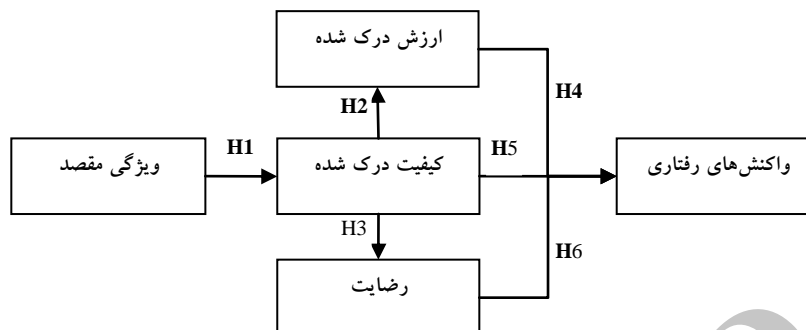 ارزش درک شده
H2
H4
ویژگی مقصد
H1
کیفیت درک شده
H5
واکنش‌های رفتاری
H3
رضایت
H6